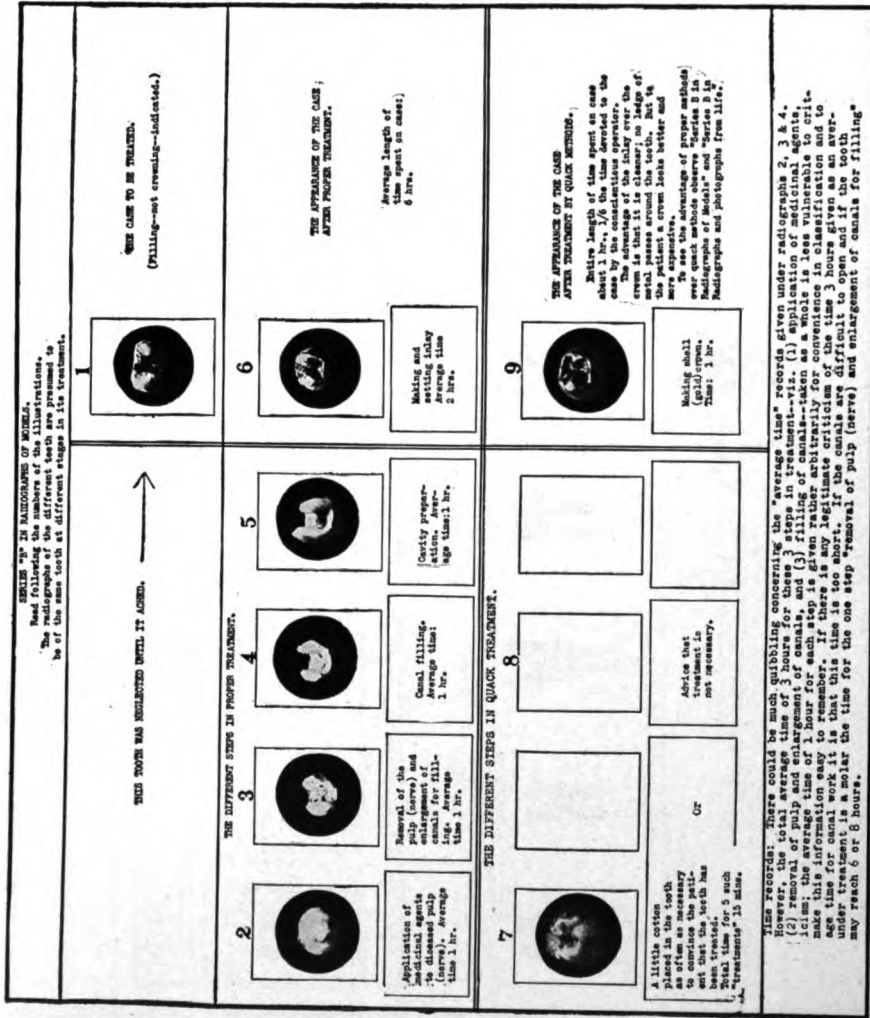 SERIES "B" IN RADIOGRAPHS OF MODELS.
Read following the numbers of the illustrations.
The radiographs of the different teeth are presumed to
be of the same tooth at different stages in its treatment.
THIS TOOTH WAS NEGLECTED UNTIL IT ACHED.
1
THE CASE TO BE TREATED.
(Filling--not crowning--indicated.)
THE DIFFERENT STEPS IN PROPER TREATMENT.
2
Application of
medicinal agents
to diseased pulp
(nerve). Average
time 1 hr.
3
Removal of the
pulp (nerve) and
enlargement of
canals for fill-
ing. Average
time 1 hr.
4
Canal filling.
Average time:
1 hr.
5
Cavity prepar-
ation. Aver-
age time:1 hr.
6
Making and
setting inlay
Average time
2 hrs.
THE APPEARANCE OF THE CASE
AFTER PROPER TREATMENT.
Average length of
time spent on case:
6 hrs.
THE DIFFERENT STEPS IN QUACK TREATMENT.
7
A little cotton
placed in the tooth
as often as necessary
to convince the pati-
ent that the tooth has
been treated.
Total time for 5 such
"treatments" 15 mins.
Or
8
Advice that
treatment is
not necessary.
9
Making shell
(gold) crown.
Time: 1 hr.
THE APPEARANCE OF THE CASE
AFTER TREATMENT BY QUACK METHODS.
Entire length of time spent on case
about 1 hr., 1/6 the time devoted to the
case by the conscientious operator.
The advantage of the inlay over the
crown is that it is cleaner; no ledge of
metal passes around the tooth. But to
the patient a crown looks better and
more expensive.
To see the advantage of proper methods
over quack methods observe "Series B in
Radiographs of Models" and "Series B in
Radiographs and photographs from life."
Time records: There could be much quibbling concerning the "average time" records given under radiographs 2, 3 & 4.
However, the total average time of 3 hours for these 3 steps in treatment--viz. (1) application of medicinal agents,
(2) removal of pulp and enlargement of canals, and (3) filling of canals--taken as a whole is less vulnerable to crit-
icism; the average time of 1 hour for each step is given rather arbitrarily for convenience in classification and to
make this information easy to remember. If there is any legitimate criticism of the time 3 hours given as an aver-
age time for canal work it is that this time is too short. If the canals are difficult to open and if the tooth
under treatment is a molar the time for the one step "removal of pulp (nerve) and enlargement of canals for filling"
may reach 6 or 8 hours.